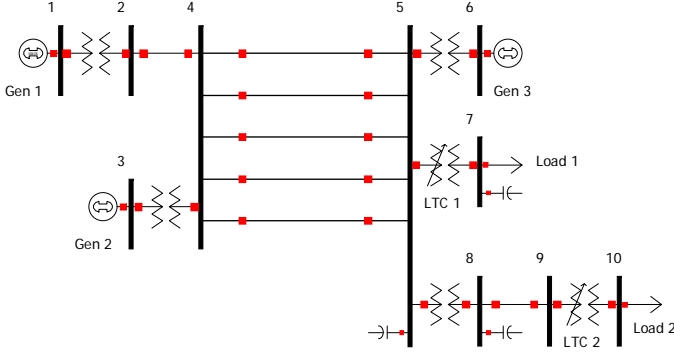 1 2 4 5 6
Gen 1 Gen 3
7
Load 1
3
LTC 1
Gen 2
8 9 10
Load 2
LTC 2